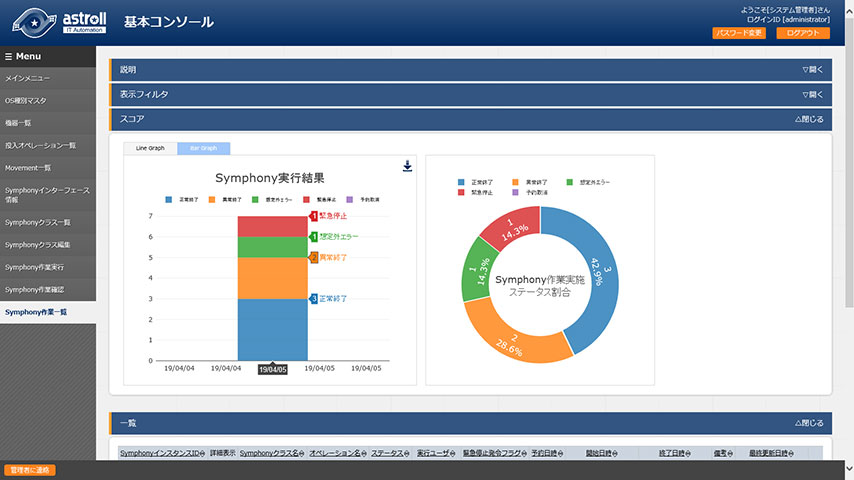 astroll
IT Automation
基本コンソール
ようこそ[システム管理者]さん
ログインID [administrator]
パスワード変更
ログアウト
☰ Menu
メインメニュー
OS種別マスタ
機器一覧
投入オペレーション一覧
Movement一覧
Symphonyインターフェース
情報
Symphonyクラス一覧
Symphonyクラス編集
Symphony作業実行
Symphony作業確認
Symphony作業一覧
説明
▽開く
表示フィルタ
▽開く
スコア
△閉じる
Line Graph
Bar Graph
Symphony実行結果
正常終了
異常終了
想定外エラー
緊急停止
予約取消
7
6
5
4
3
2
1
0
1 緊急停止
1 想定外エラー
2 異常終了
3 正常終了
19/04/04
19/04/04
19/04/05
19/04/05
19/04/05
正常終了
異常終了
想定外エラー
緊急停止
予約取消
1
14.3%
1
14.3%
3
42.9%
2
28.6%
Symphony作業実施
ステータス割合
一覧
△閉じる
SymphonyインスタンスID
詳細表示
Symphonyクラス名
オペレーション名
ステータス
実行ユーザ
緊急停止発令フラグ
予約日時
開始日時
終了日時
備考
最終更新日時
管理者に連絡